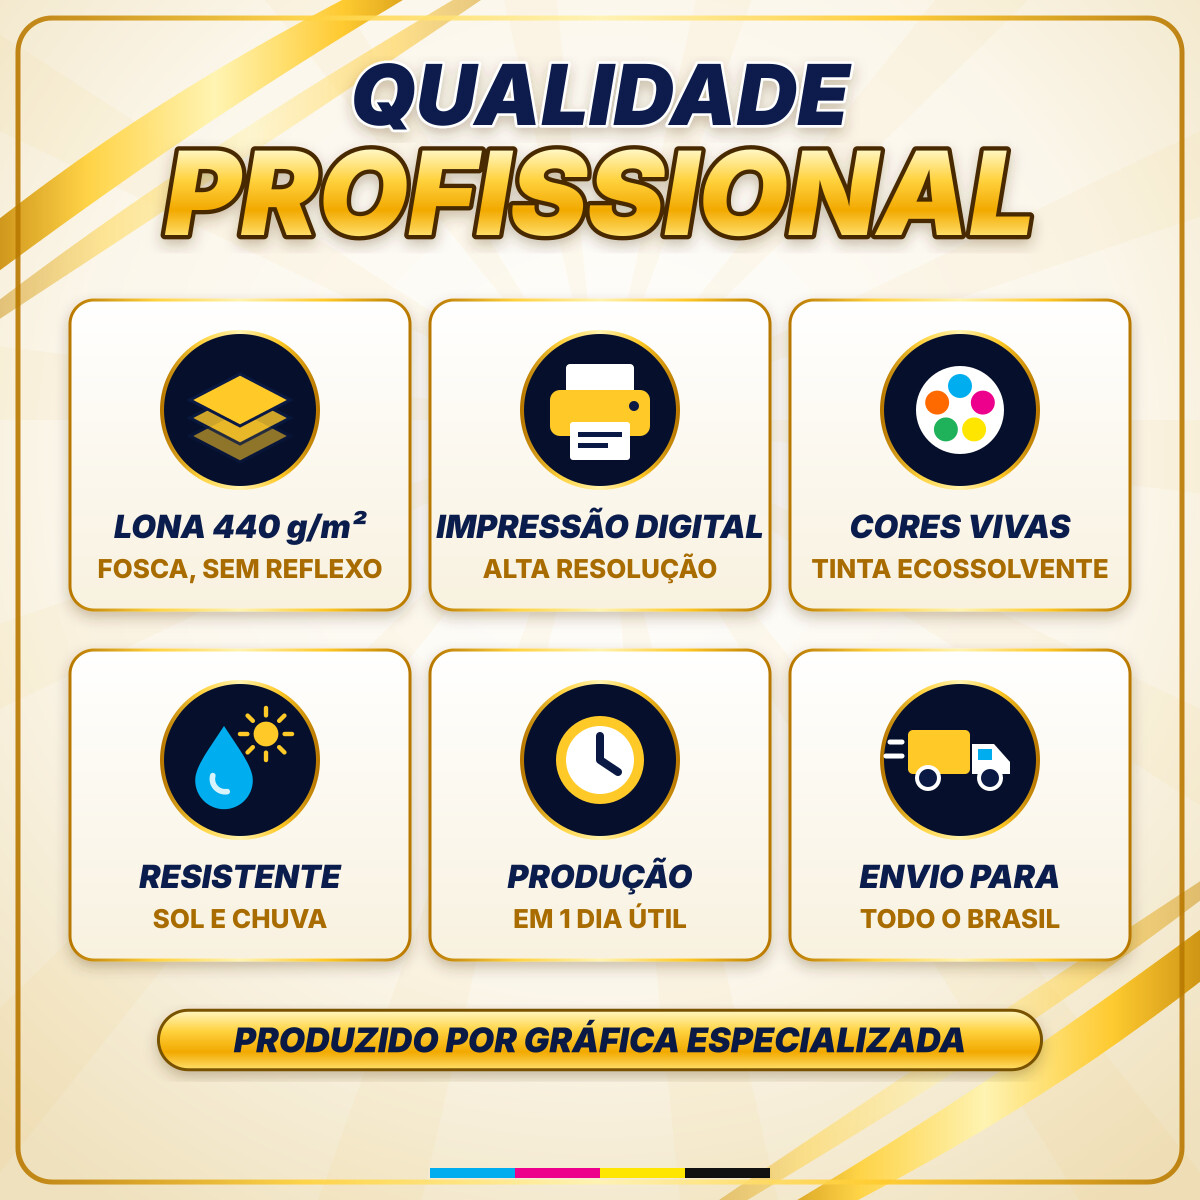 QUALIDADE
PROFISSIONAL
LONA 440 g/m²
FOSCA, SEM REFLEXO
IMPRESSÃO DIGITAL
ALTA RESOLUÇÃO
CORES VIVAS
TINTA ECOSSOLVENTE
RESISTENTE
SOL E CHUVA
PRODUÇÃO
EM 1 DIA ÚTIL
ENVIO PARA
TODO O BRASIL
PRODUZIDO POR GRÁFICA ESPECIALIZADA